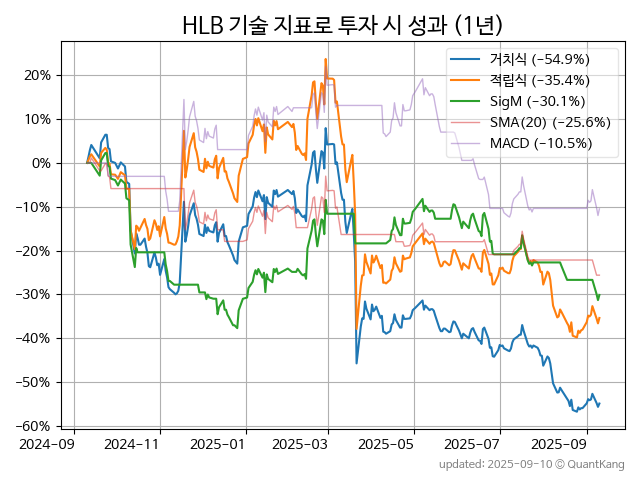 HLB 기술 지표로 투자 시 성과 (1년)
거치식 (−54.9%)
적립식 (−35.4%)
SigM (−30.1%)
SMA(20) (−25.6%)
MACD (−10.5%)
20%
10%
0%
−10%
−20%
−30%
−40%
−50%
−60%
2024-09 2024-11 2025-01 2025-03 2025-05 2025-07 2025-09
updated: 2025-09-10 © QuantKang